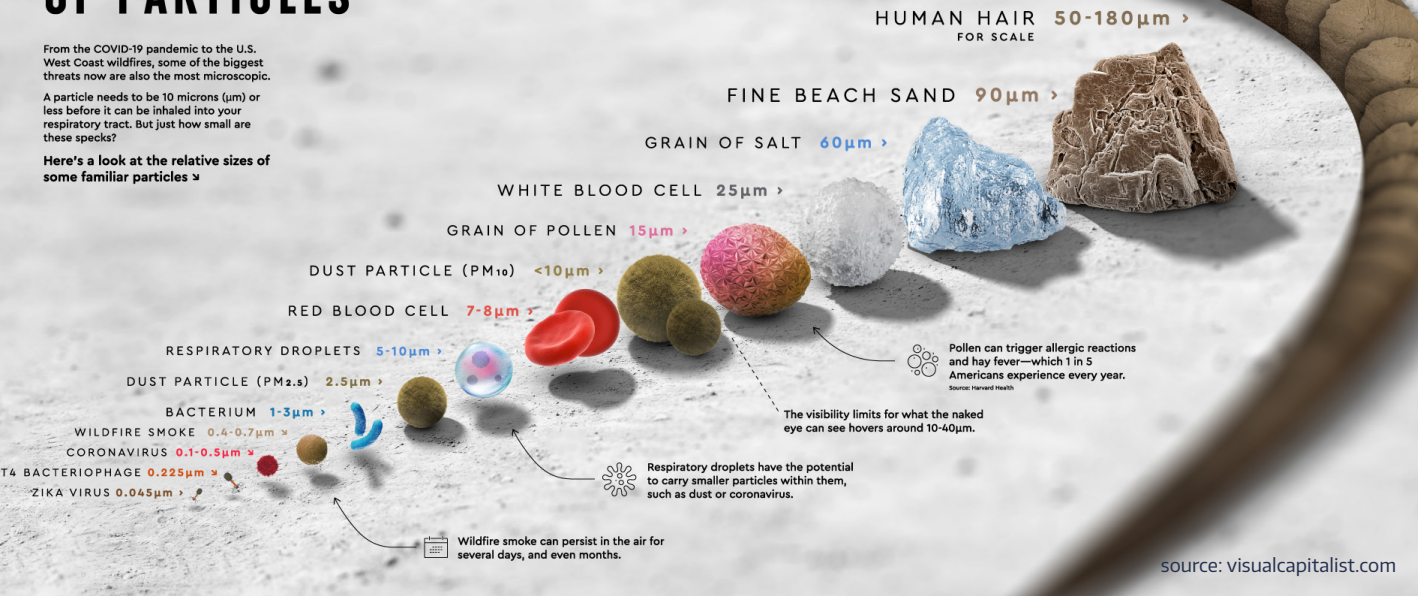 OF PARTICLES
From the COVID-19 pandemic to the U.S.
West Coast wildfires, some of the biggest
threats now are also the most microscopic.
A particle needs to be 10 microns (μm) or
less before it can be inhaled into your
respiratory tract. But just how small are
these specks?
Here's a look at the relative sizes of
some familiar particles ↘
HUMAN HAIR 50-180μm ›
FOR SCALE
FINE BEACH SAND 90μm ›
GRAIN OF SALT 60μm ›
WHITE BLOOD CELL 25μm ›
GRAIN OF POLLEN 15μm ›
DUST PARTICLE (PM₁₀) <10μm ›
RED BLOOD CELL 7-8μm ›
RESPIRATORY DROPLETS 5-10μm ›
DUST PARTICLE (PM2.5) 2.5μm ›
BACTERIUM 1-3μm ›
WILDFIRE SMOKE 0.4-0.7μm ↘
CORONAVIRUS 0.1-0.5μm ↘
T4 BACTERIOPHAGE 0.225μm ↘
ZIKA VIRUS 0.045μm ›
Pollen can trigger allergic reactions
and hay fever—which 1 in 5
Americans experience every year.
Source: Harvard Health
The visibility limits for what the naked
eye can see hovers around 10-40μm.
Respiratory droplets have the potential
to carry smaller particles within them,
such as dust or coronavirus.
Wildfire smoke can persist in the air for
several days, and even months.
source: visualcapitalist.com